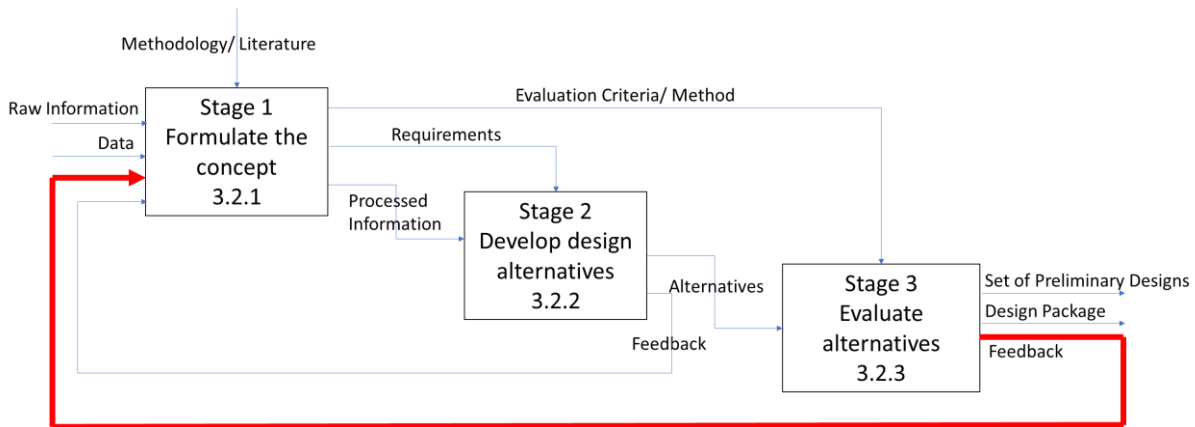 Methodology/ Literature
Raw Information
Data
Stage 1
Formulate the
concept
3.2.1
Evaluation Criteria/ Method
Requirements
Processed
Information
Stage 2
Develop design
alternatives
3.2.2
Alternatives
Feedback
Stage 3
Evaluate
alternatives
3.2.3
Set of Preliminary Designs
Design Package
Feedback